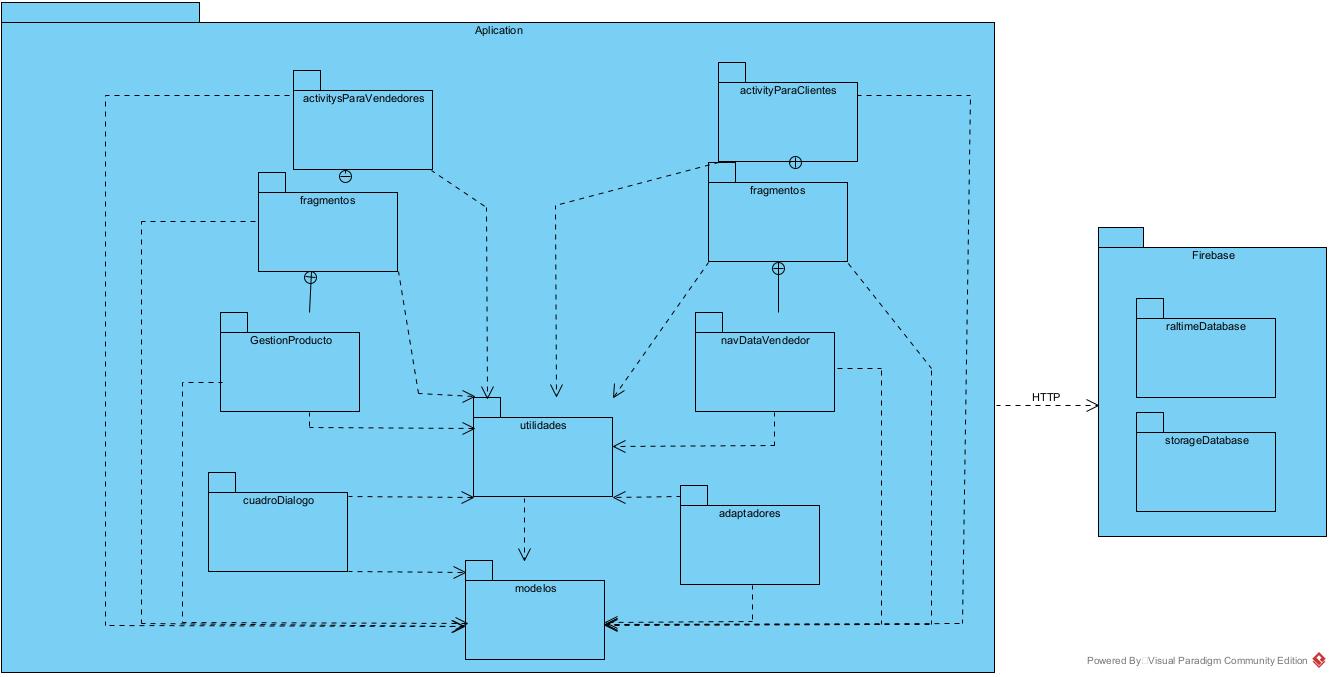 Aplication
activitysParaVendedores
activityParaClientes
fragmentos
fragmentos
Firebase
raltimeDatabase
GestionProducto
navDataVendedor
HTTP
utilidades
storageDatabase
cuadroDialogo
adaptadores
modelos
Powered By Visual Paradigm Community Edition